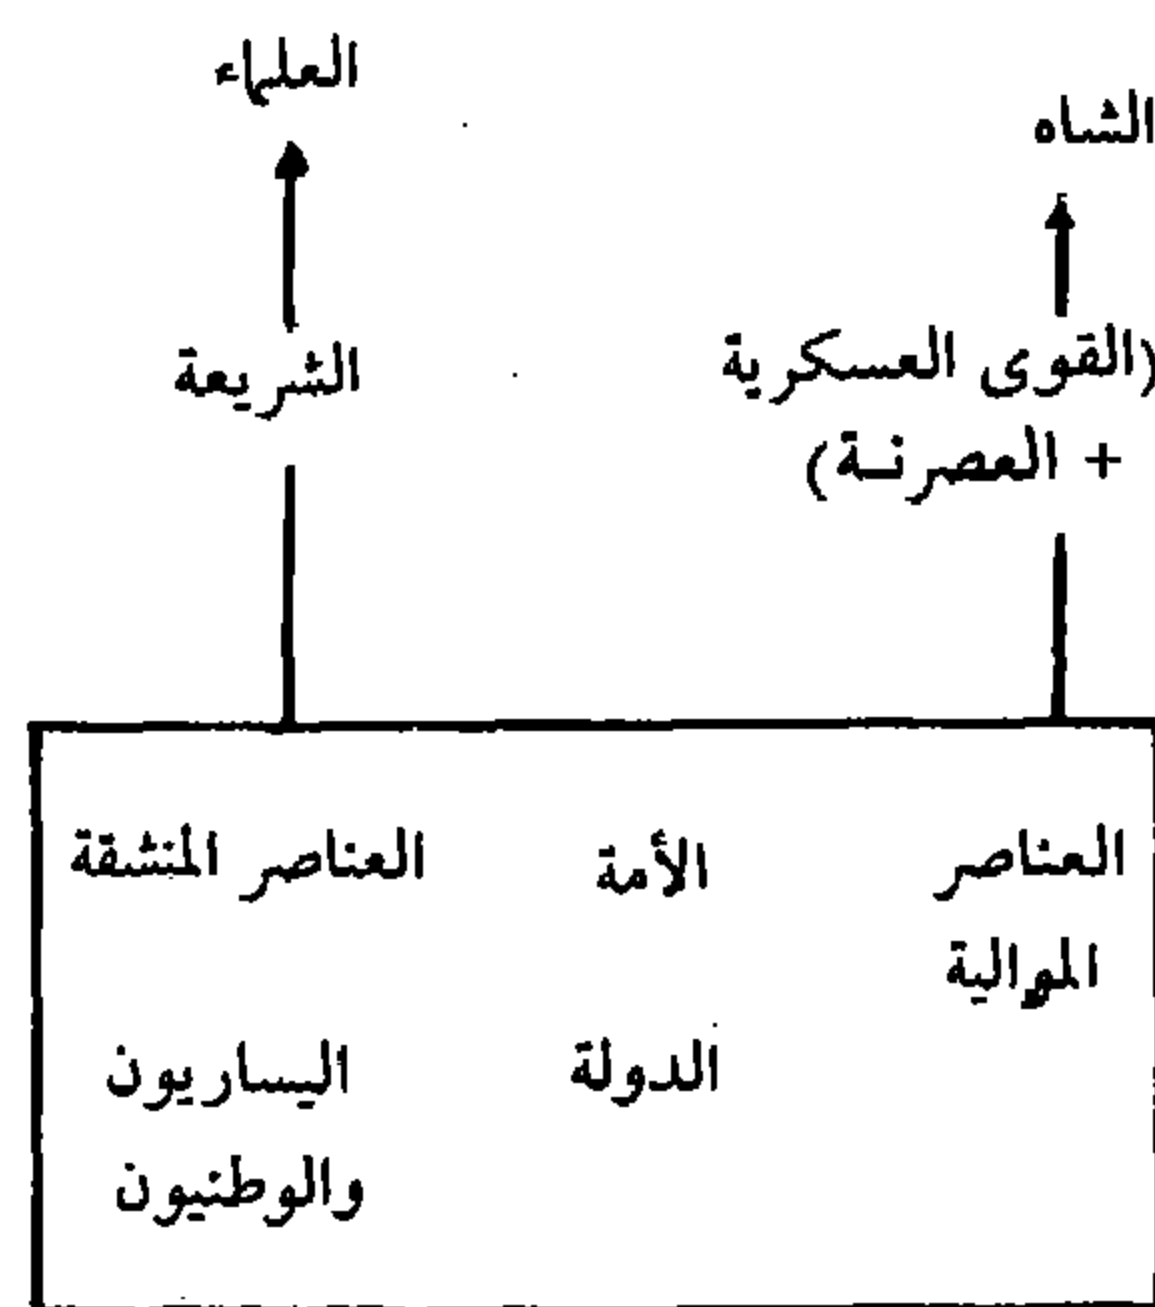 الشاه
العلماء
(القوى العسكرية
+ العصرنة)
الشريعة
العناصر
الموالية
الأمة
الدولة
العناصر المنشقة
اليساريون
والوطنيون